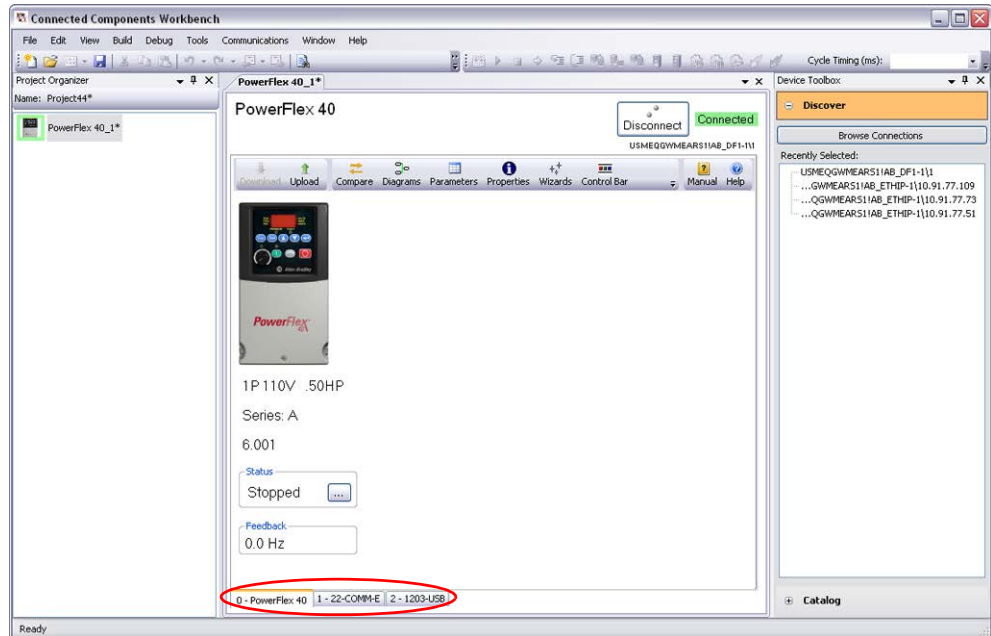 Connected Components Workbench
File Edit View Build Debug Tools Communications Window Help
Cycle Timing (ms):
Project Organizer
Name: Project44*
PowerFlex 40_1*
PowerFlex 40_1*
PowerFlex 40
Disconnect
Connected
USMEQGWMEARS1!AB_DF1-1\1
Download Upload Compare Diagrams Parameters Properties Wizards Control Bar Manual Help
Allen-Bradley
PowerFlex
40
1P 110V .50HP
Series: A
6.001
Status
Stopped ...
Feedback
0.0 Hz
0 - PowerFlex 40 1 - 22-COMM-E 2 - 1203-USB
Device Toolbox
Discover
Browse Connections
Recently Selected:
USMEQGWMEARS1!AB_DF1-1\1
...GWMEARS1!AB_ETHIP-1\10.91.77.109
...QGWMEARS1!AB_ETHIP-1\10.91.77.73
...QGWMEARS1!AB_ETHIP-1\10.91.77.51
Catalog
Ready